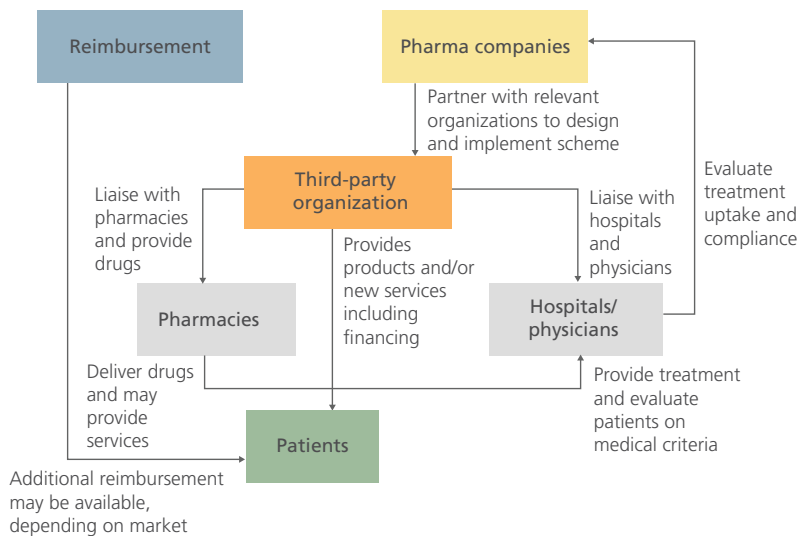 Reimbursement
Pharma companies
Partner with relevant
organizations to design
and implement scheme
Evaluate
treatment
uptake and
compliance
Third-party
organization
Liaise with
pharmacies
and provide
drugs
Provides
products and/or
new services
including
financing
Liaise with
hospitals
and
physicians
Pharmacies
Hospitals/
physicians
Deliver drugs
and may
provide
services
Provide treatment
and evaluate
patients on
medical criteria
Patients
Additional reimbursement
may be available,
depending on market